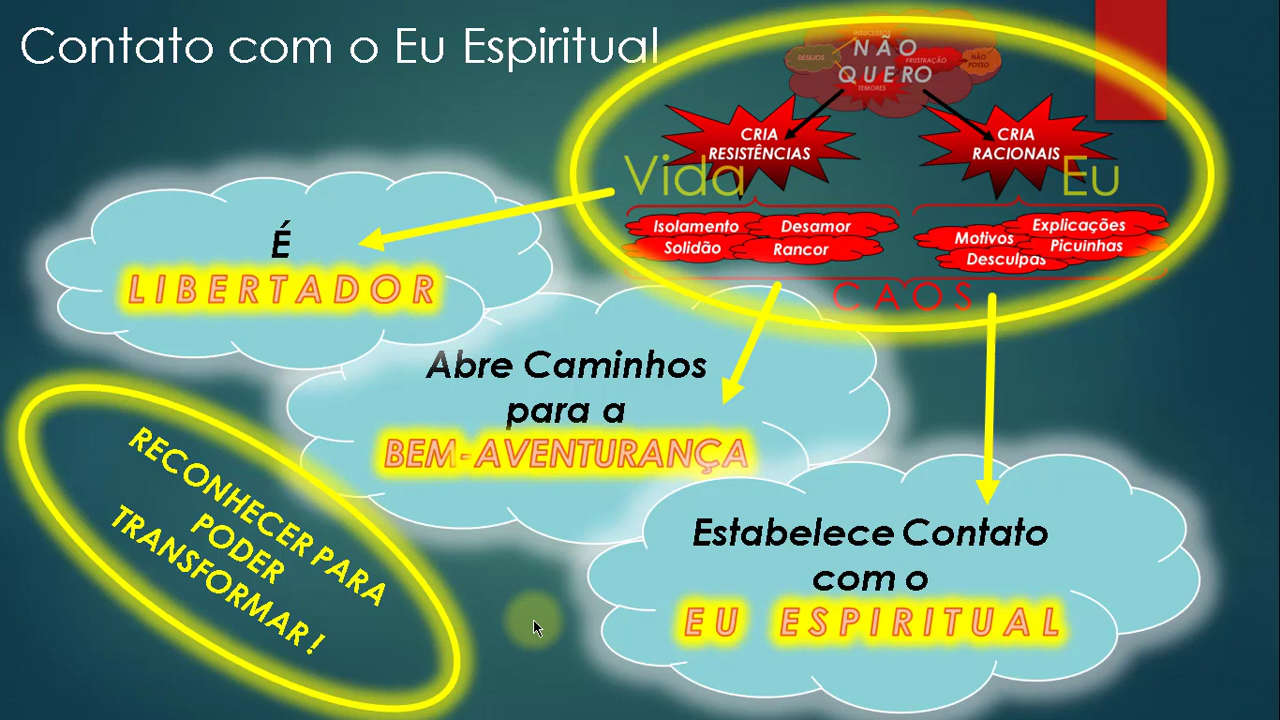 Contato com o Eu Espiritual
INSUCESSOS
DESEJOS
FRUSTRAÇÃO
NÃO
POSSO
TEMORES
NÃO
QUERO
CRIA
RESISTÊNCIAS
CRIA
RACIONAIS
Vida
Eu
Isolamento
Desamor
Solidão
Rancor
Explicações
Motivos
Picuinhas
Desculpas
CAOS
É
LIBERTADOR
Abre Caminhos
para a
BEM-AVENTURANÇA
RECONHECER PARA
PODER
TRANSFORMAR !
Estabelece Contato
com o
EU ESPIRITUAL